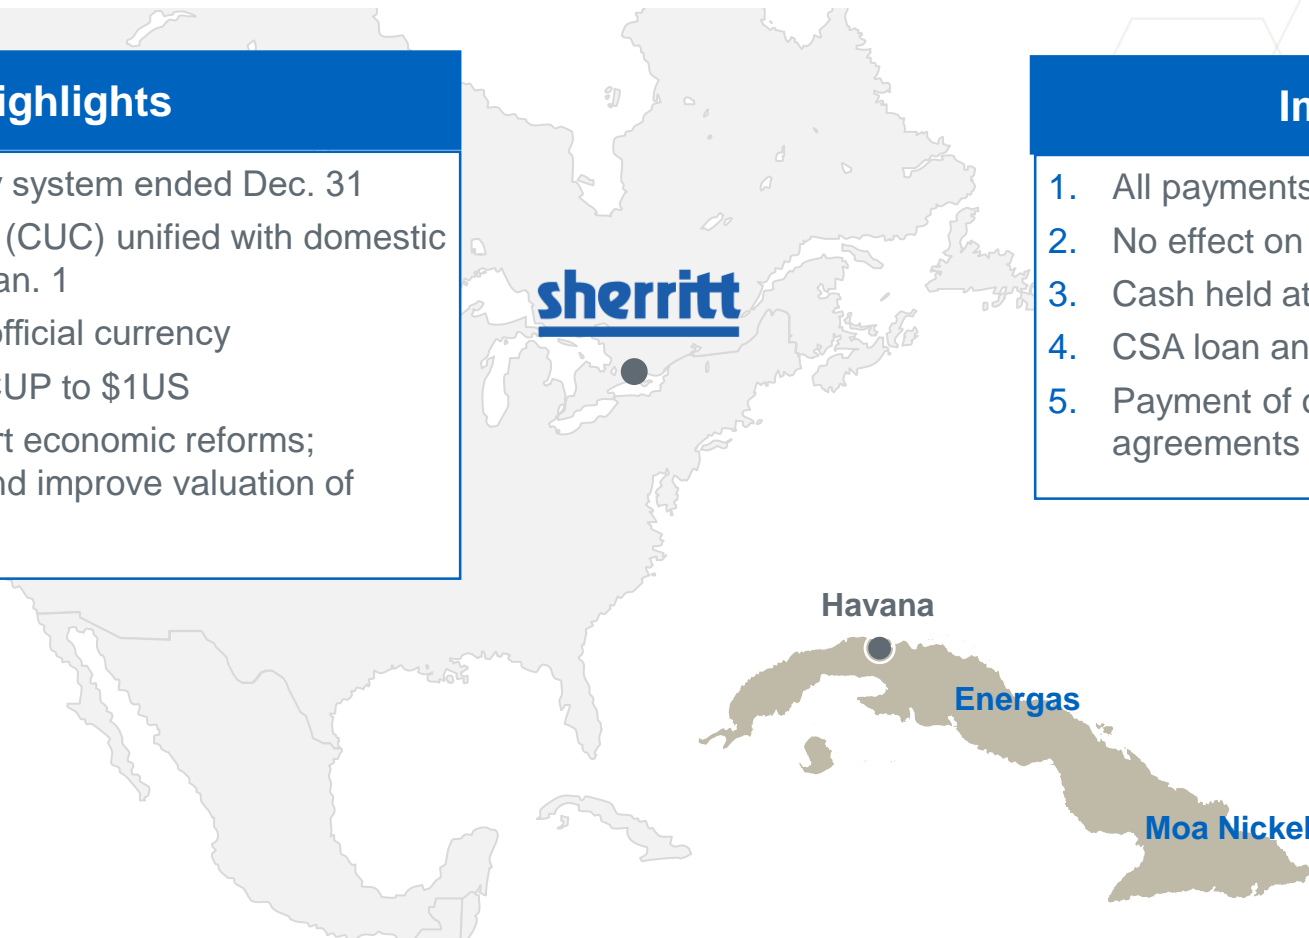 ighlights
y system ended Dec. 31
(CUC) unified with domestic
an. 1
official currency
CUP to $1US
rt economic reforms;
nd improve valuation of
sherritt
In
1. All payments
2. No effect on
3. Cash held at
4. CSA loan an
5. Payment of
agreements
Havana
Energas
Moa Nickel